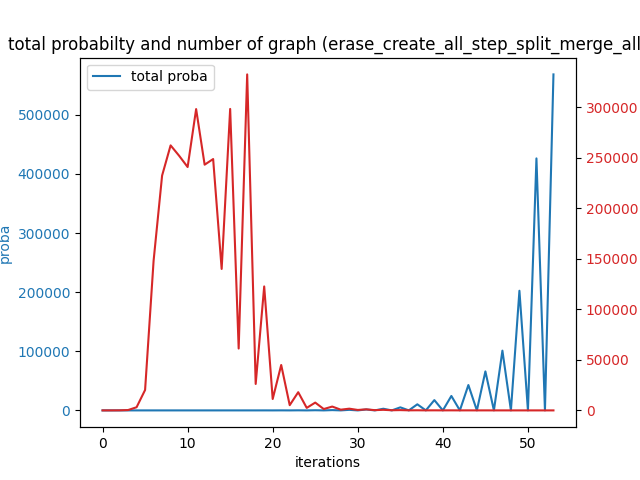 total probabilty and number of graph (erase_create_all_step_split_merge_all
total proba
500000
400000
300000
200000
100000
0
proba
300000
250000
200000
150000
100000
50000
0
0 10 20 30 40 50
iterations